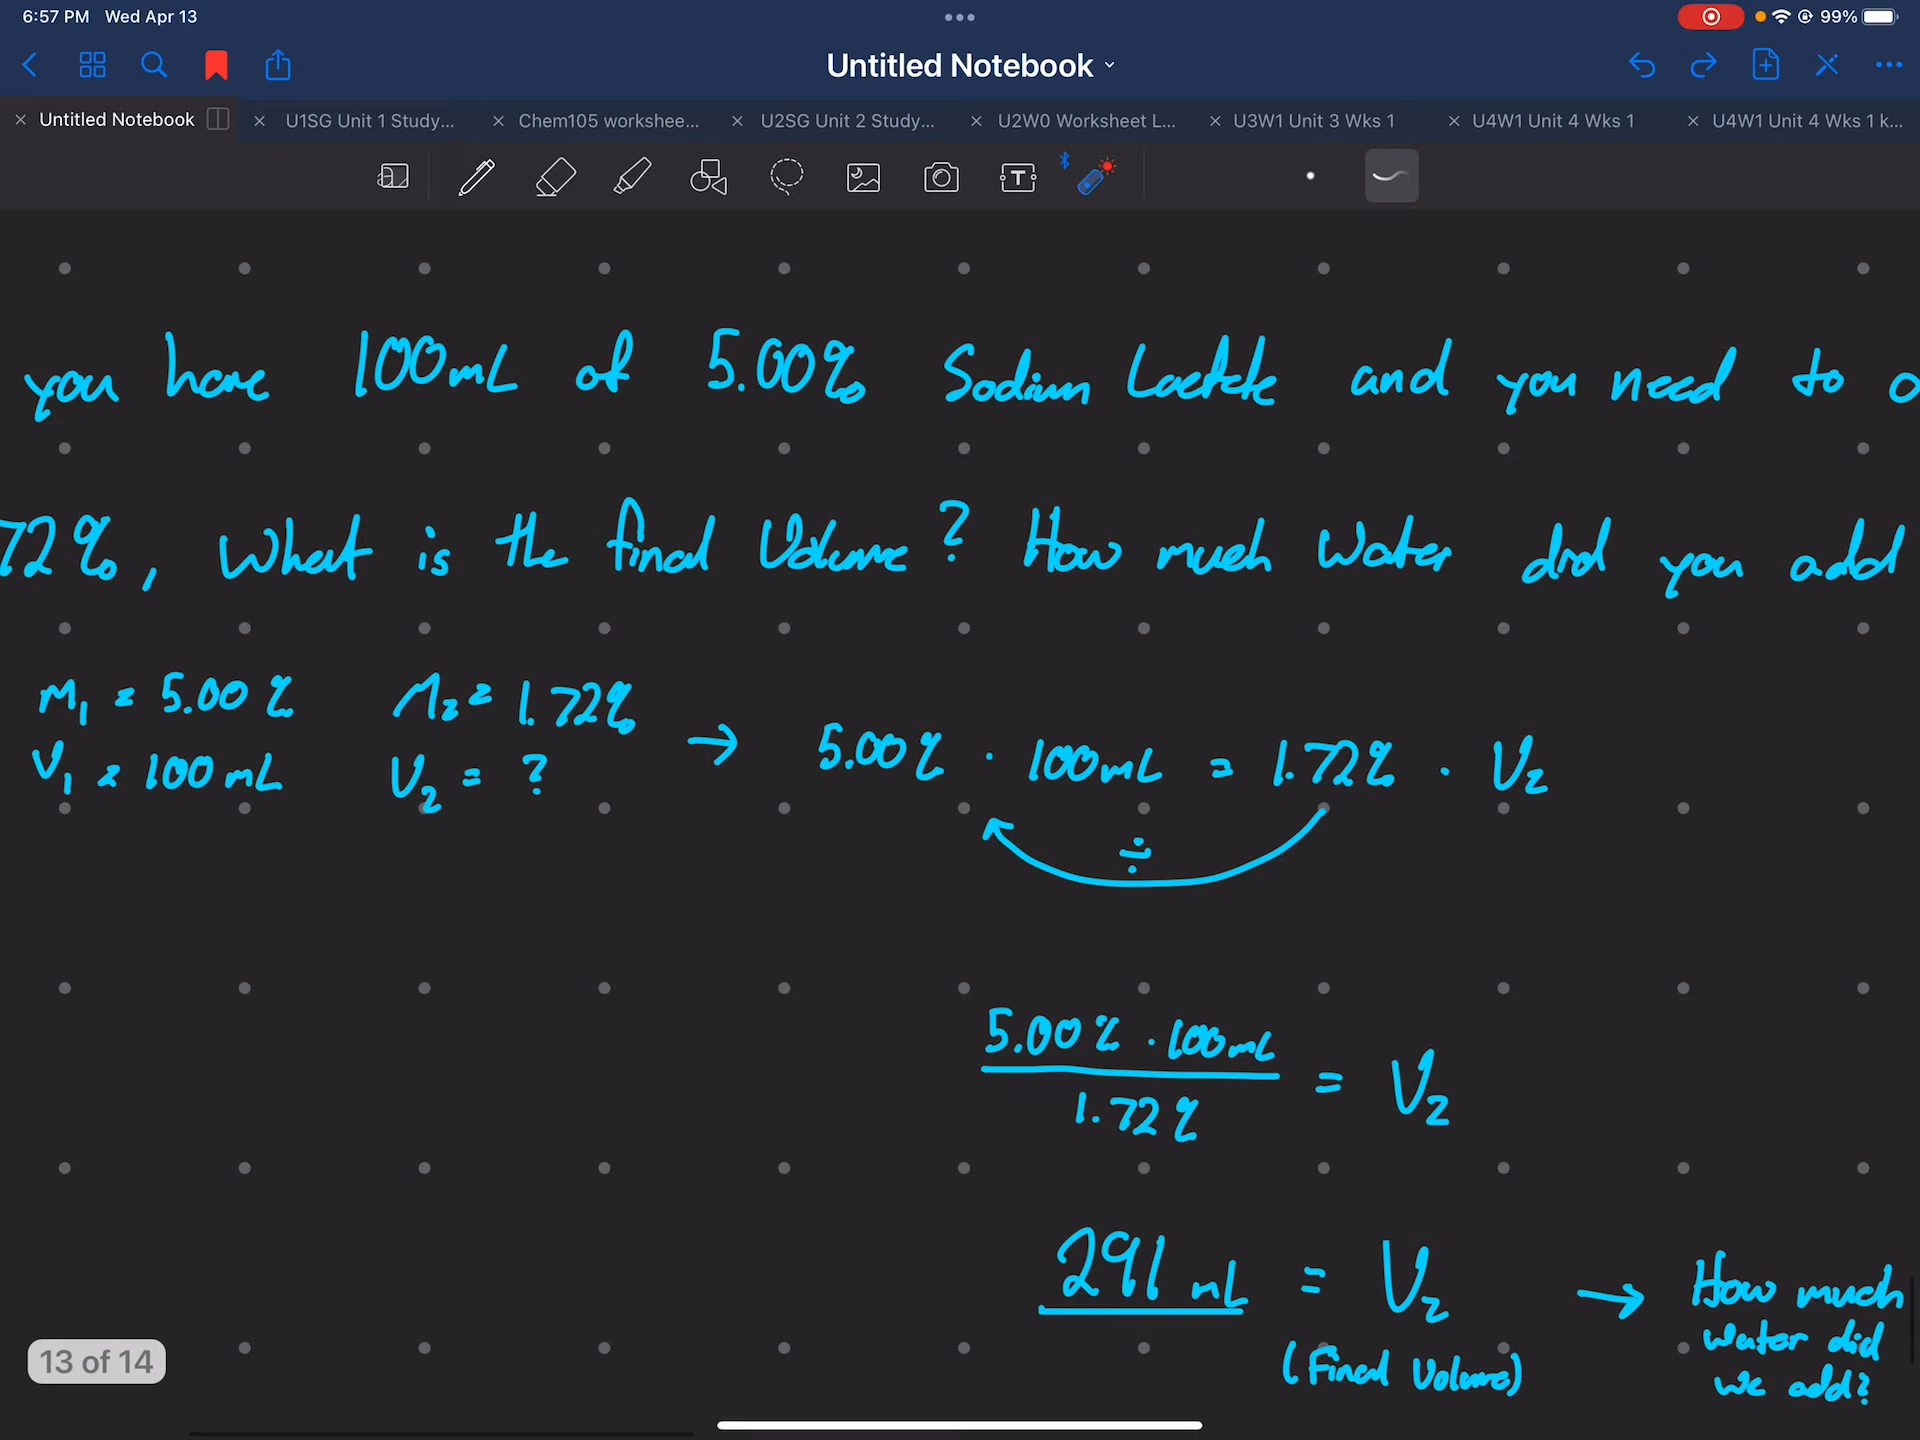 6:57 PM Wed Apr 13
99%
Untitled Notebook
Untitled Notebook
U1SG Unit 1 Study...
Chem105 workshee...
U2SG Unit 2 Study...
U2W0 Worksheet L...
U3W1 Unit 3 Wks 1
U4W1 Unit 4 Wks 1
U4W1 Unit 4 Wks 1 k...
you have 100mL of 5.00% Sodium Lactate and you need to
72%, What is the final Volume? How much Water did you add
M₁ = 5.00% M₂ = 1.72%
V₁ = 100 mL V₂ = ?
→ 5.00% · 100mL = 1.72% · V₂
÷
5.00% · 100mL
1.72%
= V₂
291 mL = V₂ → How much
water did
we add?
(Final Volume)
13 of 14